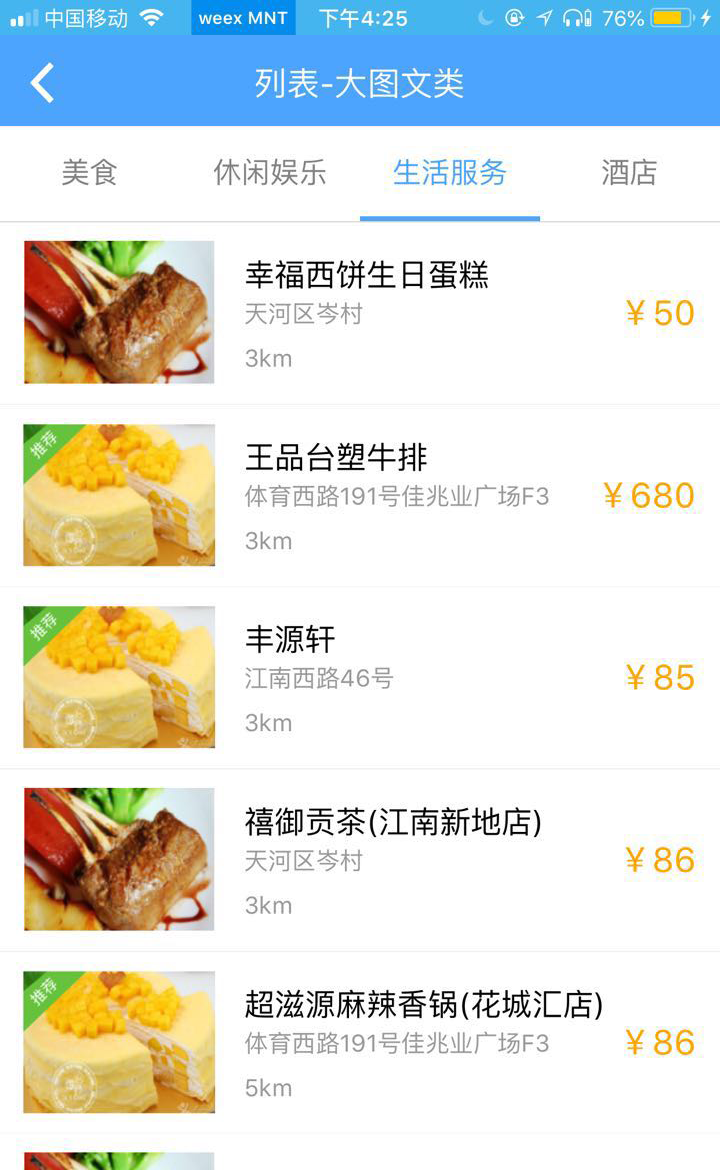 中国移动 weex MNT 下午4:25 76%
列表-大图文类
美食 休闲娱乐 生活服务 酒店
幸福西饼生日蛋糕
天河区岑村
¥50
3km
推荐
王品台塑牛排
体育西路191号佳兆业广场F3
¥680
3km
推荐
丰源轩
江南西路46号
¥85
3km
禧御贡茶(江南新地店)
天河区岑村
¥86
3km
推荐
超滋源麻辣香锅(花城汇店)
体育西路191号佳兆业广场F3
¥86
5km